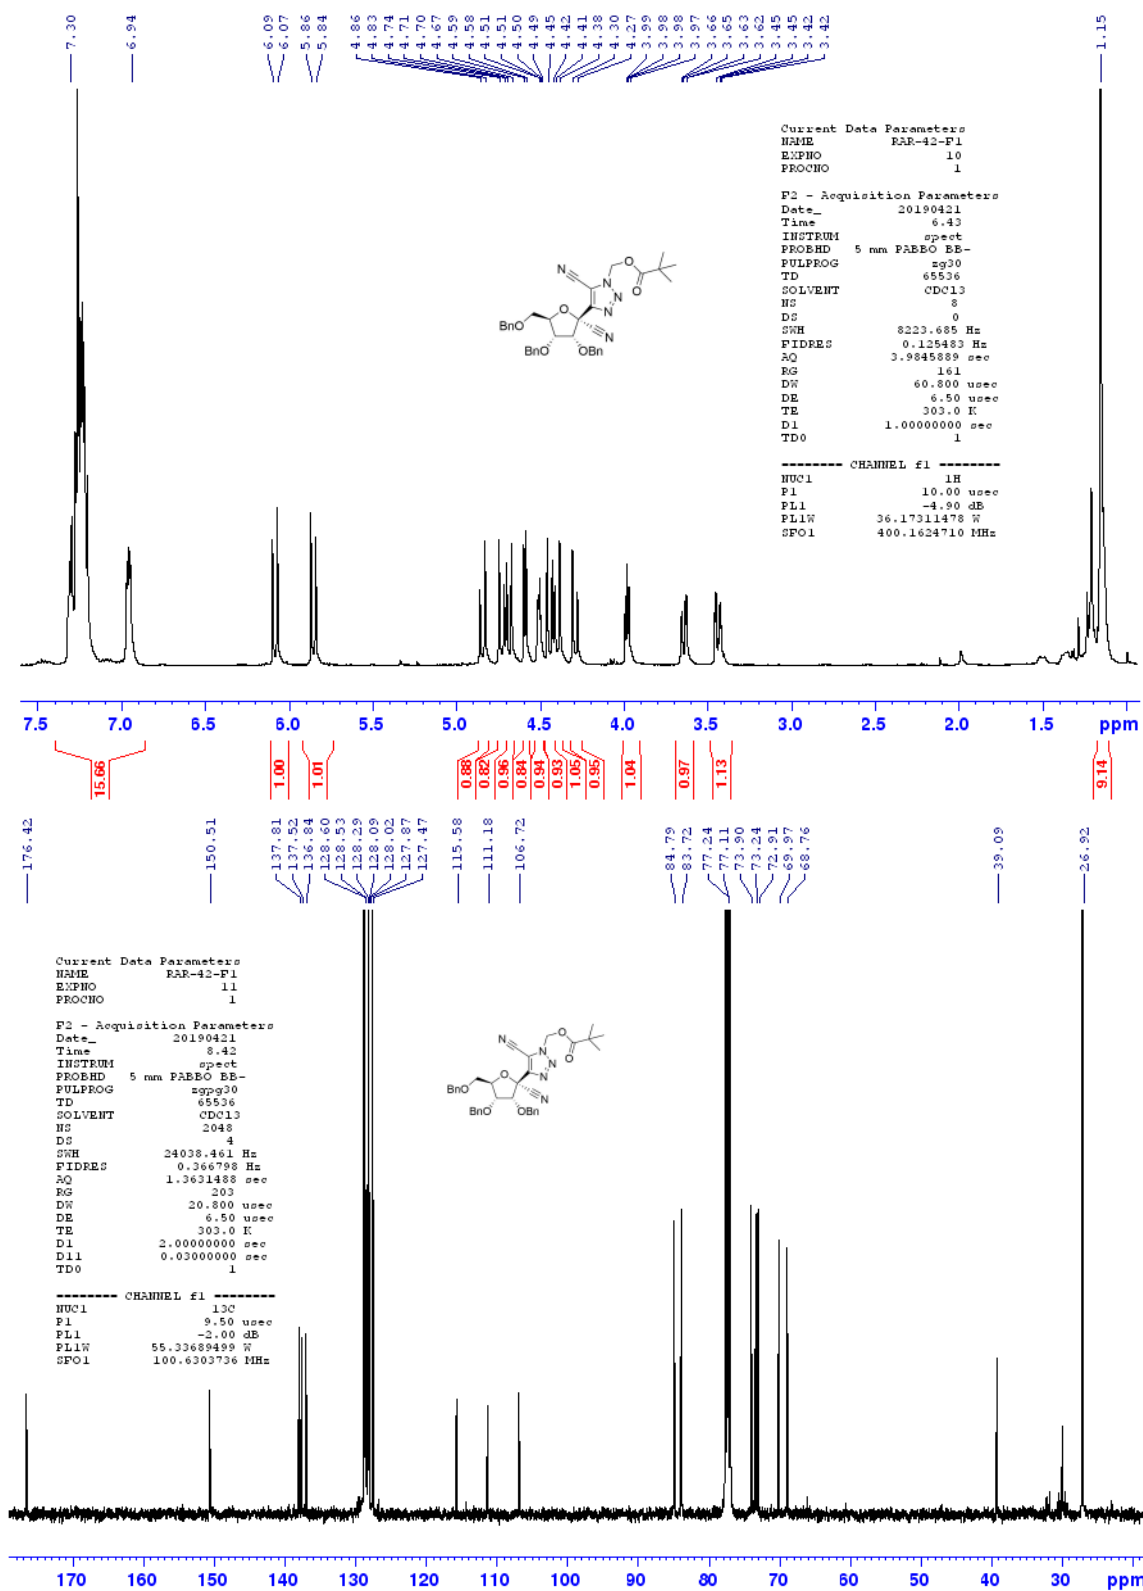 7.30
6.94
6.09
6.07
5.86
5.84
4.86
4.83
4.74
4.71
4.70
4.67
4.59
4.58
4.51
4.51
4.50
4.49
4.45
4.42
4.41
4.38
4.30
4.27
3.99
3.98
3.98
3.97
3.66
3.65
3.63
3.62
3.45
3.45
3.42
3.42
1.15
Current Data Parameters
NAME RAR-42-F1
EXPNO 10
PROCNO 1
F2 - Acquisition Parameters
Date_ 20190421
Time 6.43
INSTRUM spect
PROBHD 5 mm PABBO BB-
PULPROG zg30
TD 65536
SOLVENT CDCl3
NS 8
DS 0
SWH 8223.685 Hz
FIDRES 0.125483 Hz
AQ 3.9845889 sec
RG 161
DW 60.800 usec
DE 6.50 usec
TE 303.0 K
D1 1.00000000 sec
TD0 1
======== CHANNEL f1 ========
NUC1 1H
P1 10.00 usec
PL1 -4.90 dB
PL1W 36.17311478 W
SFO1 400.1624710 MHz
N
N
O
O
N
N
O
BnO
N
BnO
OBn
7.5 7.0 6.5 6.0 5.5 5.0 4.5 4.0 3.5 3.0 2.5 2.0 1.5 ppm
15.66
1.00
1.01
0.88
0.82
0.96
0.84
0.94
0.93
1.05
0.95
1.04
0.97
1.13
9.14
176.42
150.51
137.81
137.52
136.84
128.60
128.53
128.29
128.09
128.02
127.87
127.47
115.58
111.18
106.72
84.79
83.72
77.24
77.11
73.90
73.24
72.91
69.97
68.76
39.09
26.92
Current Data Parameters
NAME RAR-42-F1
EXPNO 11
PROCNO 1
F2 - Acquisition Parameters
Date_ 20190421
Time 8.42
INSTRUM spect
PROBHD 5 mm PABBO BB-
PULPROG zgpg30
TD 65536
SOLVENT CDCl3
NS 2048
DS 4
SWH 24038.461 Hz
FIDRES 0.366798 Hz
AQ 1.3631488 sec
RG 203
DW 20.800 usec
DE 6.50 usec
TE 303.0 K
D1 2.00000000 sec
D11 0.03000000 sec
TD0 1
======== CHANNEL f1 ========
NUC1 13C
P1 9.50 usec
PL1 -2.00 dB
PL1W 55.33689499 W
SFO1 100.6303736 MHz
N
N
O
O
N
N
O
BnO
N
BnO
OBn
170 160 150 140 130 120 110 100 90 80 70 60 50 40 30 ppm